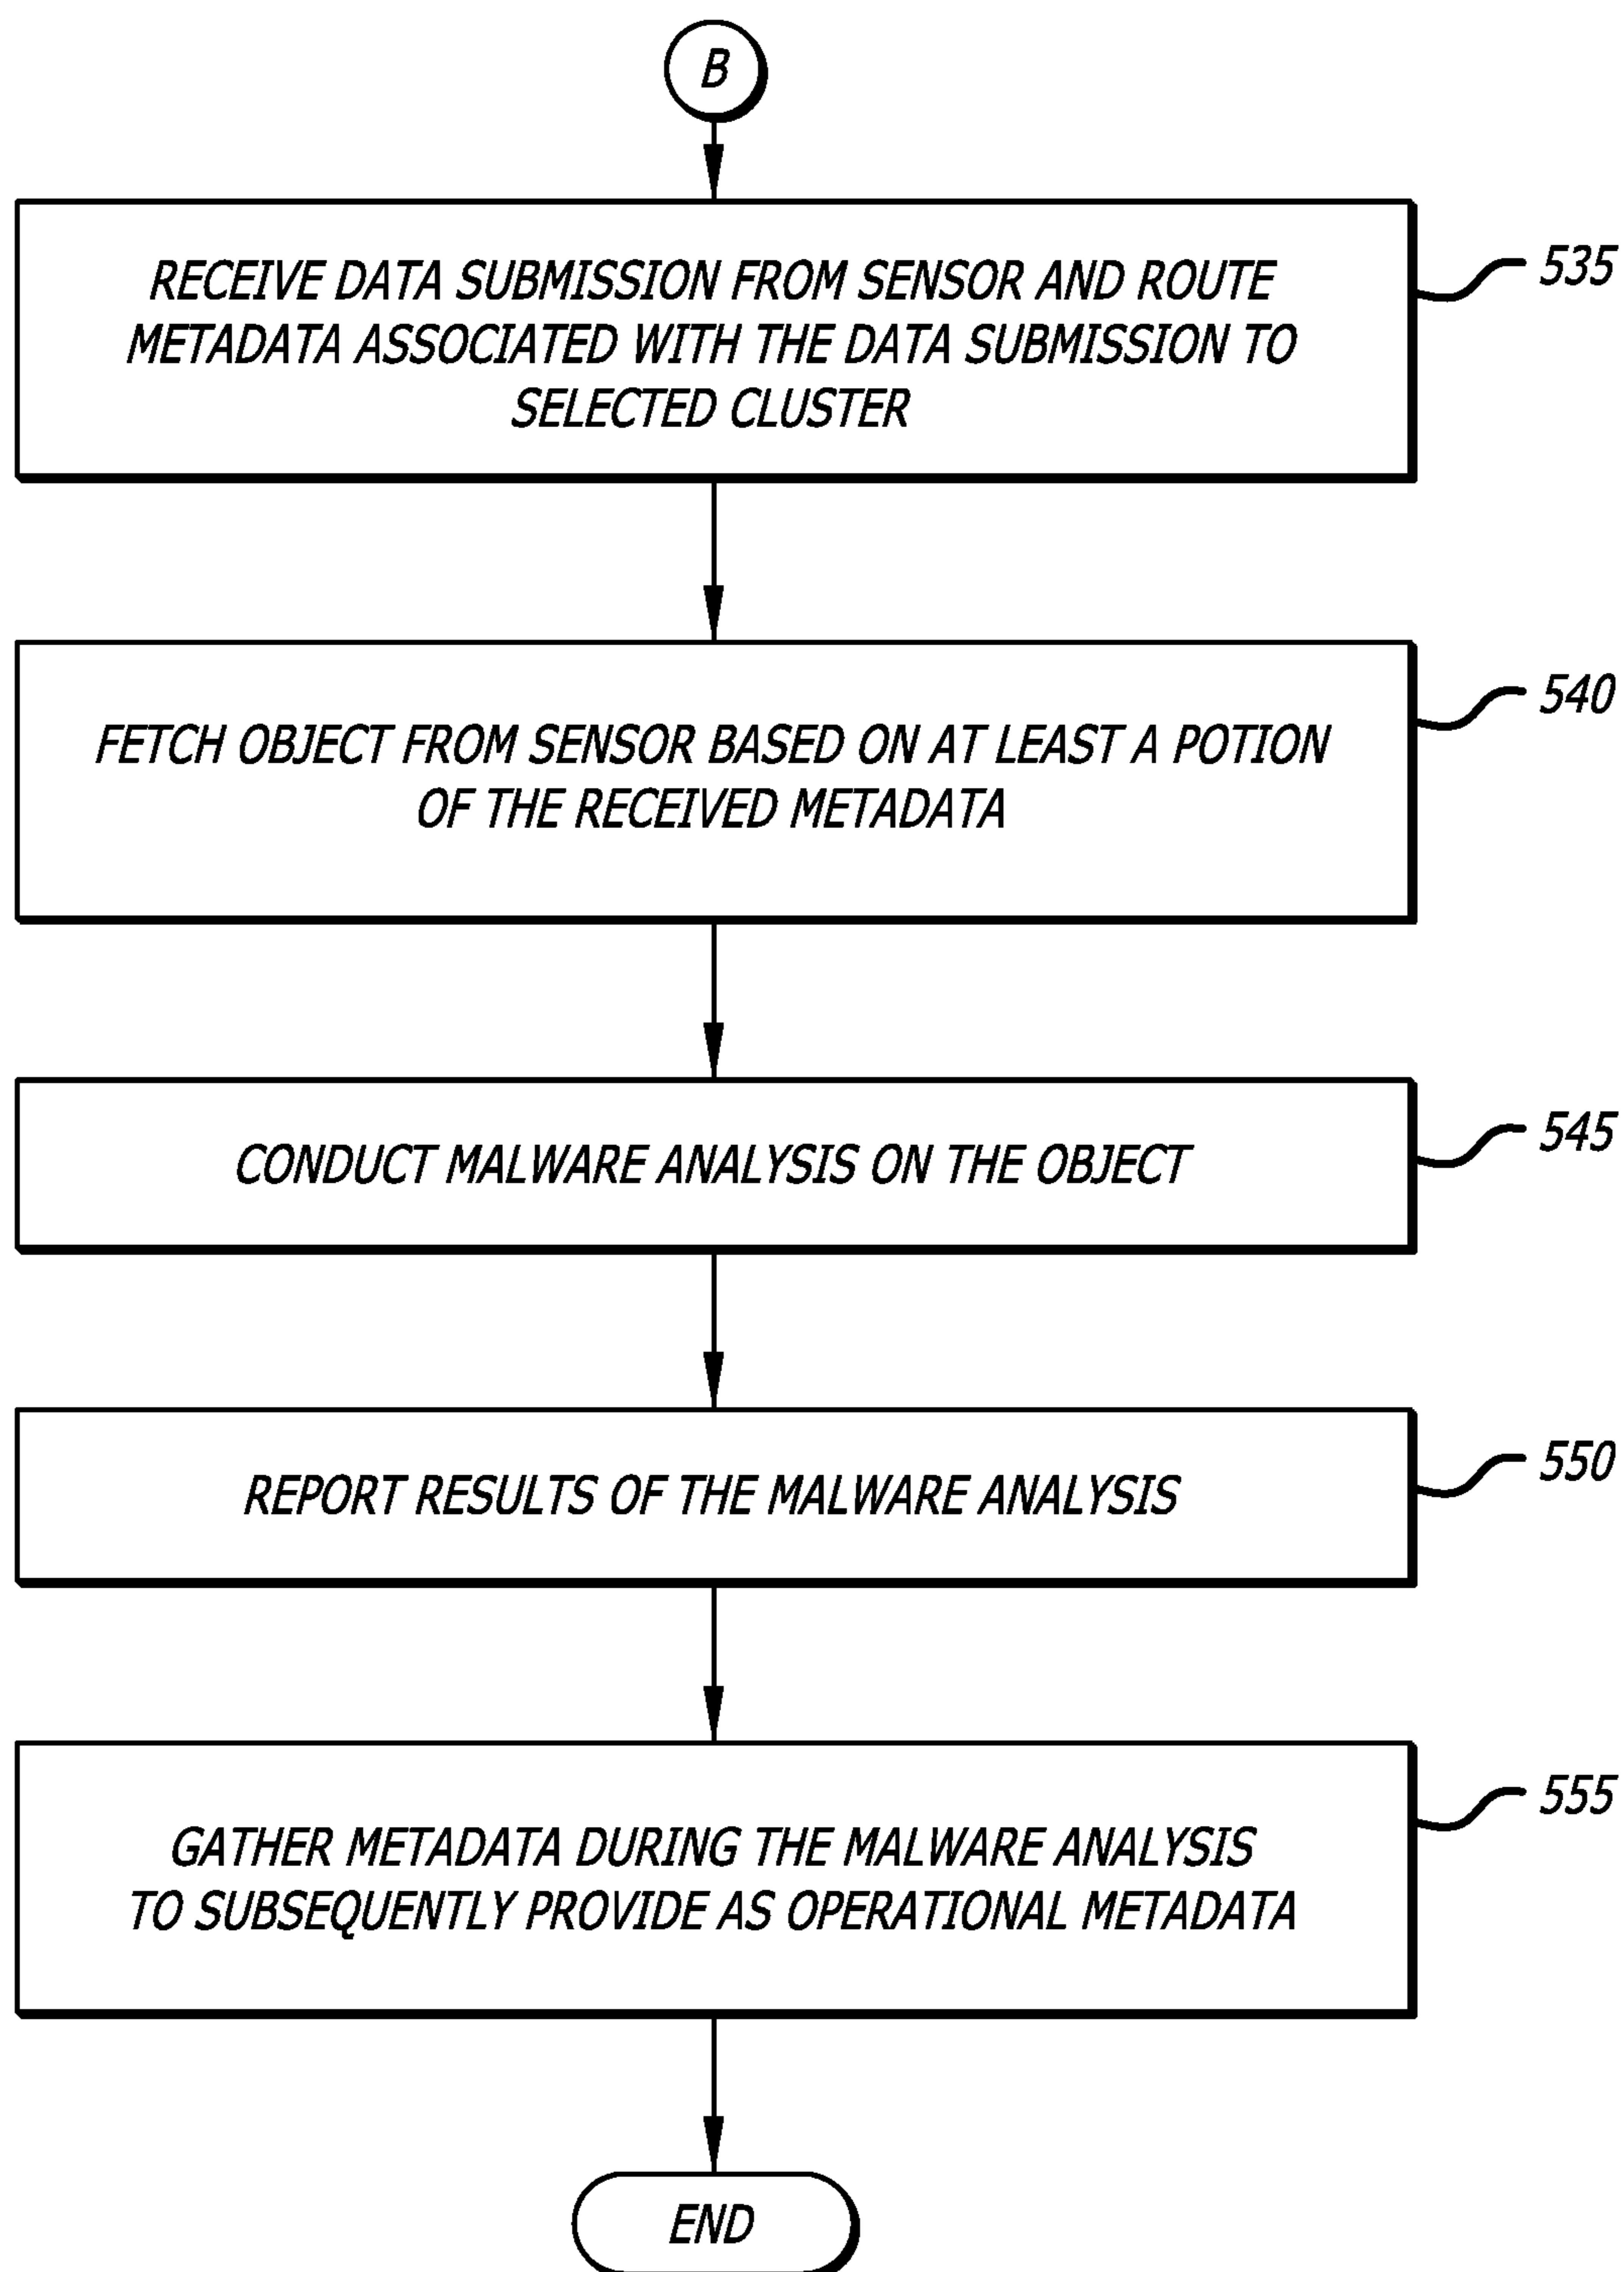 B
RECEIVE DATA SUBMISSION FROM SENSOR AND ROUTE
METADATA ASSOCIATED WITH THE DATA SUBMISSION TO
SELECTED CLUSTER
535
FETCH OBJECT FROM SENSOR BASED ON AT LEAST A POTION
OF THE RECEIVED METADATA
540
CONDUCT MALWARE ANALYSIS ON THE OBJECT
545
REPORT RESULTS OF THE MALWARE ANALYSIS
550
GATHER METADATA DURING THE MALWARE ANALYSIS
TO SUBSEQUENTLY PROVIDE AS OPERATIONAL METADATA
555
END